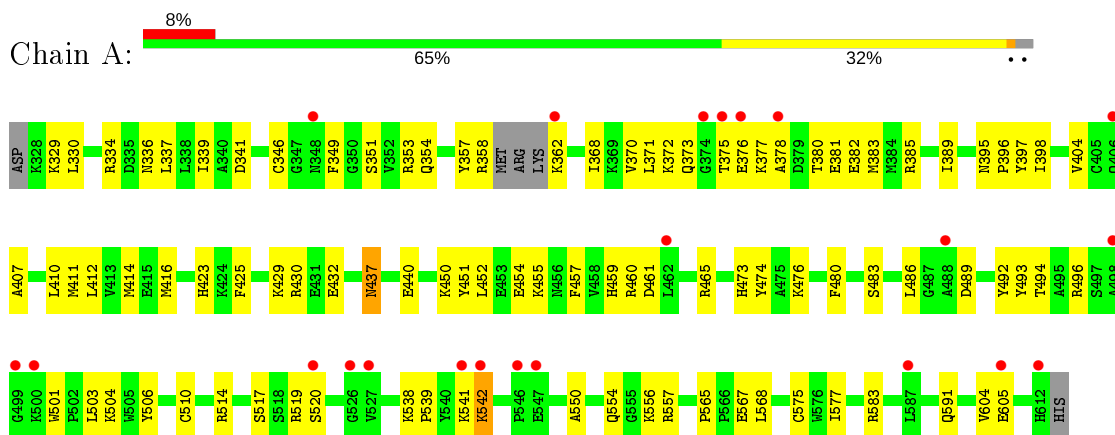 8%
Chain A:
65% 32%
ASP K328 K329 L330 R334 D335 N336 L337 L338 I339 A340 D341 C346 G347 N348 F349 G350 S351 V352 R353 Q354 Y357 R358 MET ARG LYS K362 I368 K369 V370 L371 K372 Q373 G374 T375 E376 K377 A378 D379 T380 E381 E382 M383 M384 R385 I389 N395 P396 Y397 I398 V404 C405
A407 L410 M411 L412 V413 M414 E415 M416 H423 K424 F425 K429 R430 E431 E432 N437 E440 K450 Y451 L452 E453 E454 K455 N456 F457 V458 H459 R460 D461 L462 R465 H473 Y474 A475 K476 F480 S483 L486 G487 A488 D489 Y492 Y493 T494 A495 R496 S497 A498
G499 K500 W501 P502 L503 K504 W505 Y506 C510 R514 S517 S518 R519 S520 G526 V527 K538 P539 Y540 K541 K542 P546 E547 A550 Q554 G555 K556 R557 P565 P566 E567 L568 C575 W576 I577 R583 L587 Q591 V604 E605 HIS